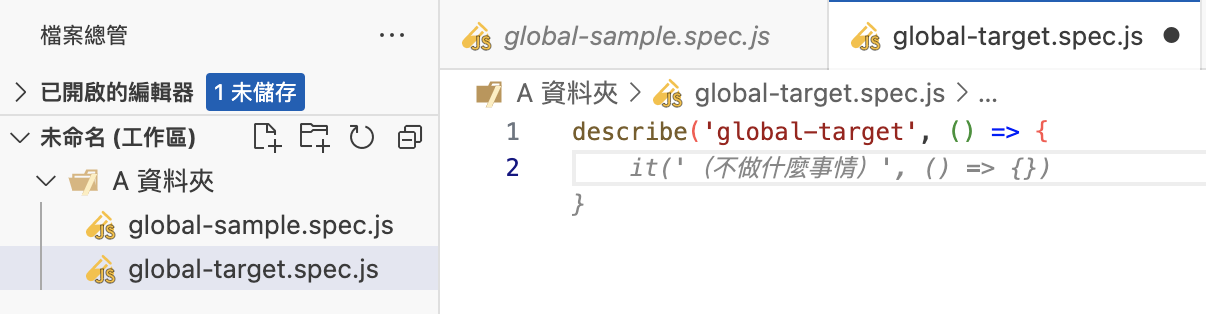 檔案總管 ...
已開啟的編輯器 1 未儲存
未命名 (工作區)
A 資料夾
global-sample.spec.js
global-target.spec.js
global-sample.spec.js global-target.spec.js
A 資料夾 > global-target.spec.js > ...
1 describe('global-target', () => {
2 it('（不做什麼事情）', () => {})
}